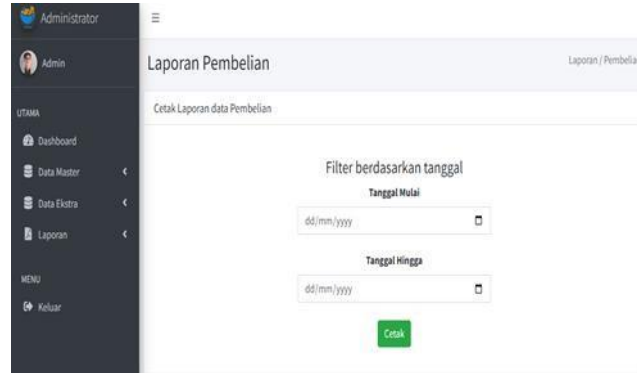 Administrator
Admin
UTAMA
Dashboard
Data Master
Data Ekstra
Laporan
MENU
Keluar
Laporan Pembelian
Laporan / Pembelia
Cetak Laporan data Pembelian
Filter berdasarkan tanggal
Tanggal Mulai
dd/mm/yyyy
Tanggal Hingga
dd/mm/yyyy
Cetak